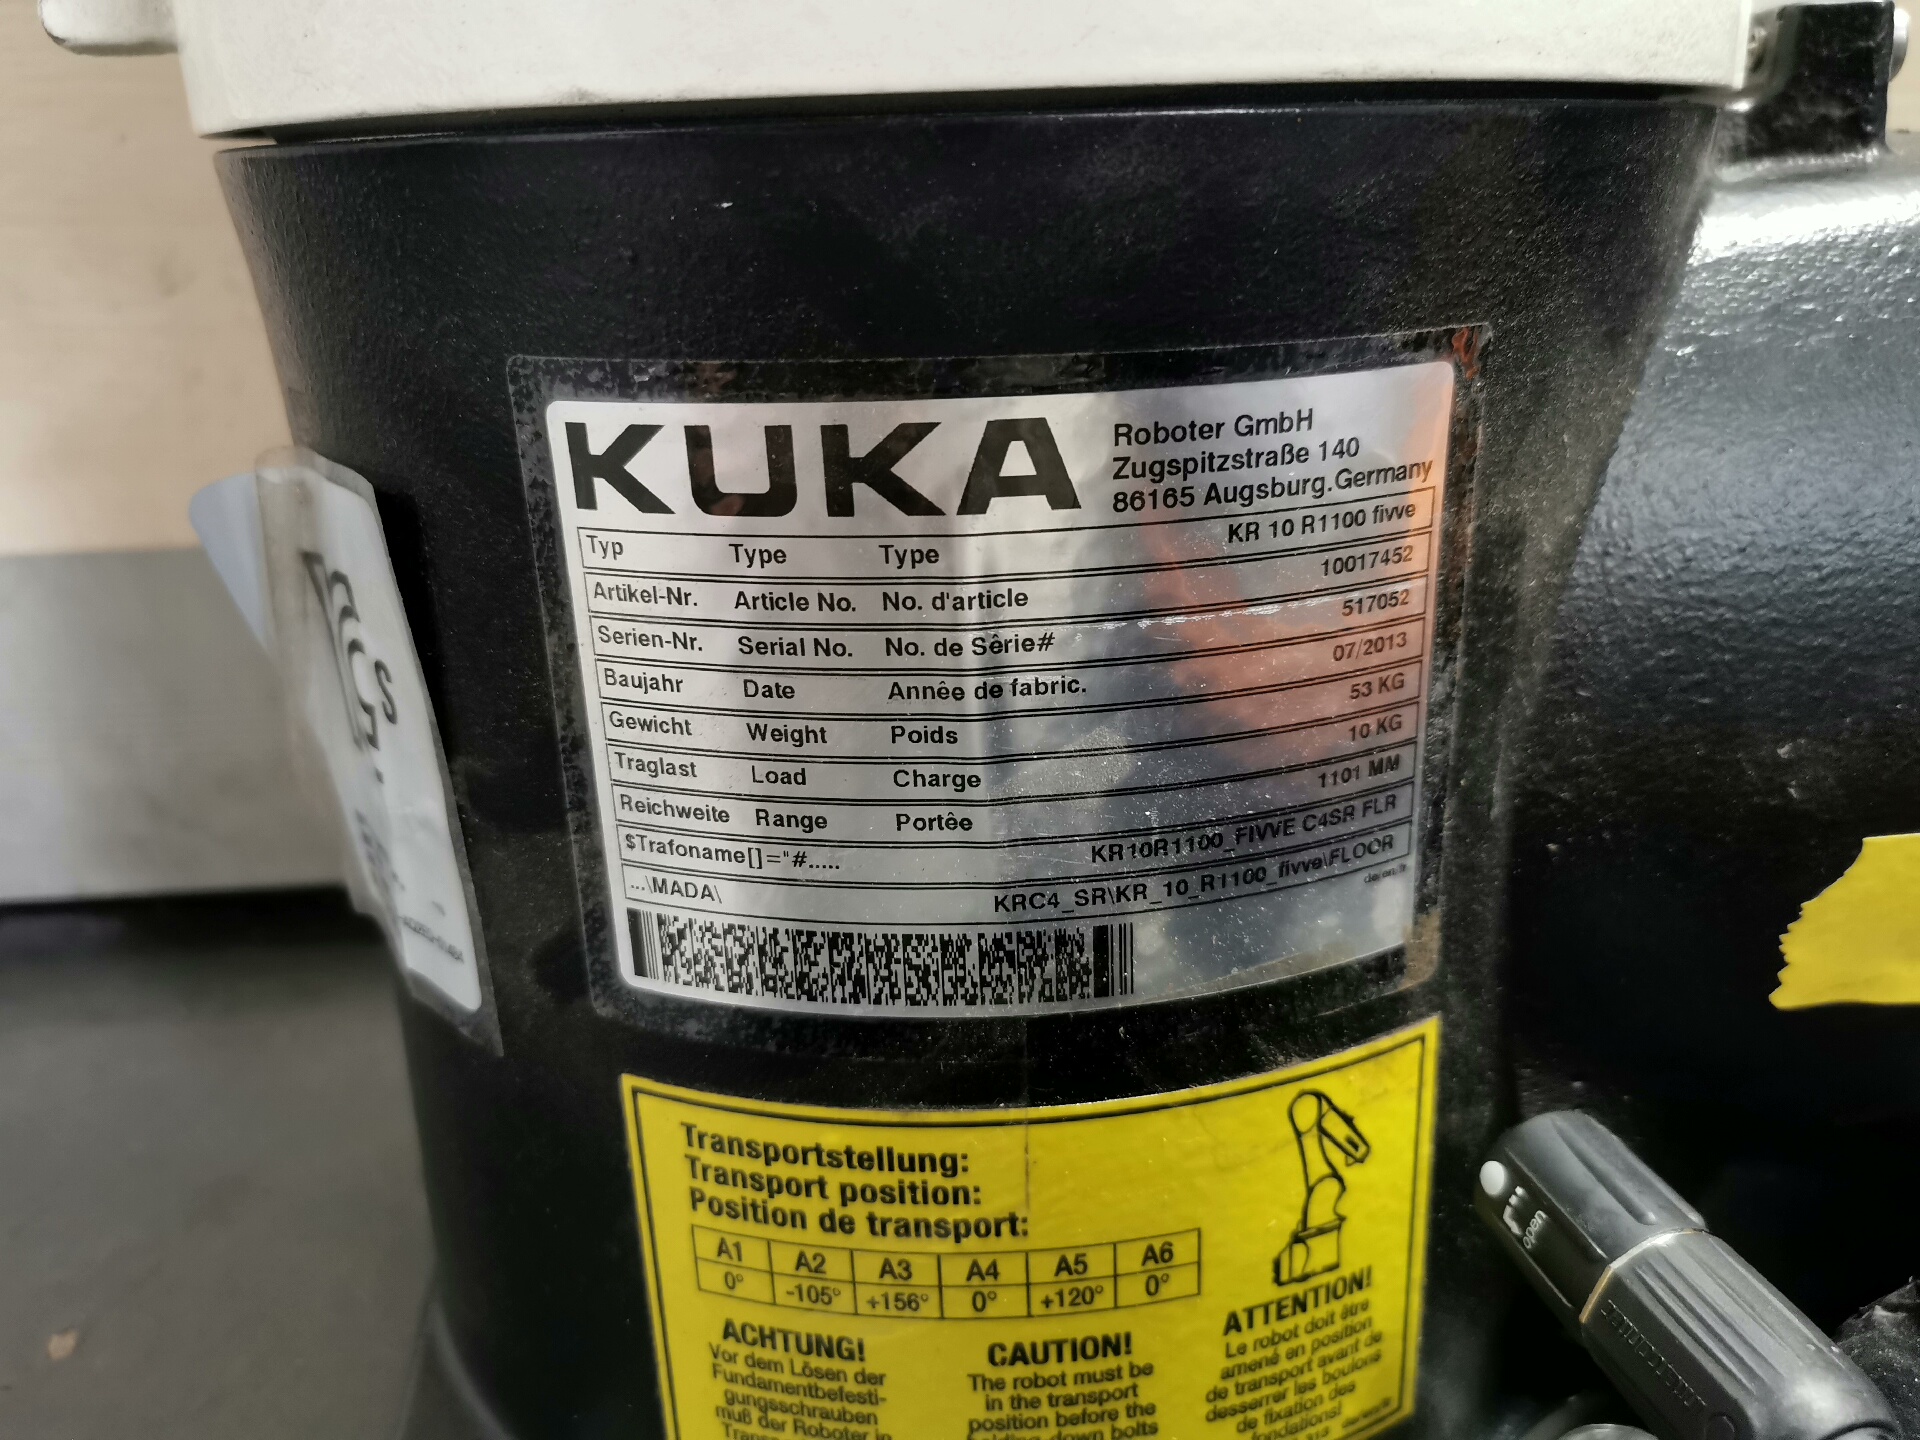 KUKA
Roboter GmbH
Zugspitzstraße 140
86165 Augsburg.Germany
Typ Type Type KR 10 R1100 fivve
Artikel-Nr. Article No. No. d'article 10017452
Serien-Nr. Serial No. No. de Sêrie# 517052
Baujahr Date Annêe de fabric. 07/2013
Gewicht Weight Poids 53 KG
Traglast Load Charge 10 KG
Reichweite Range Portêe 1101 MM
$Trafoname[]="#..... KR10R1100_FIVVE C4SR FLR
...\MADA\ KRC4_SR\KR_10_R1100_fivve\FLOOR
de/en/fr
Transportstellung:
Transport position:
Position de transport:
A1 A2 A3 A4 A5 A6
0° -105° +156° 0° +120° 0°
ACHTUNG!
Vor dem Lösen der
Fundamentbefesti-
gungsschrauben
muß der Roboter in
CAUTION!
The robot must be
in the transport
position before the
holding-down bolts
ATTENTION!
Le robot doit être
amené en position
de transport avant de
desserrer les boulons
de fixation des
fondations!
open